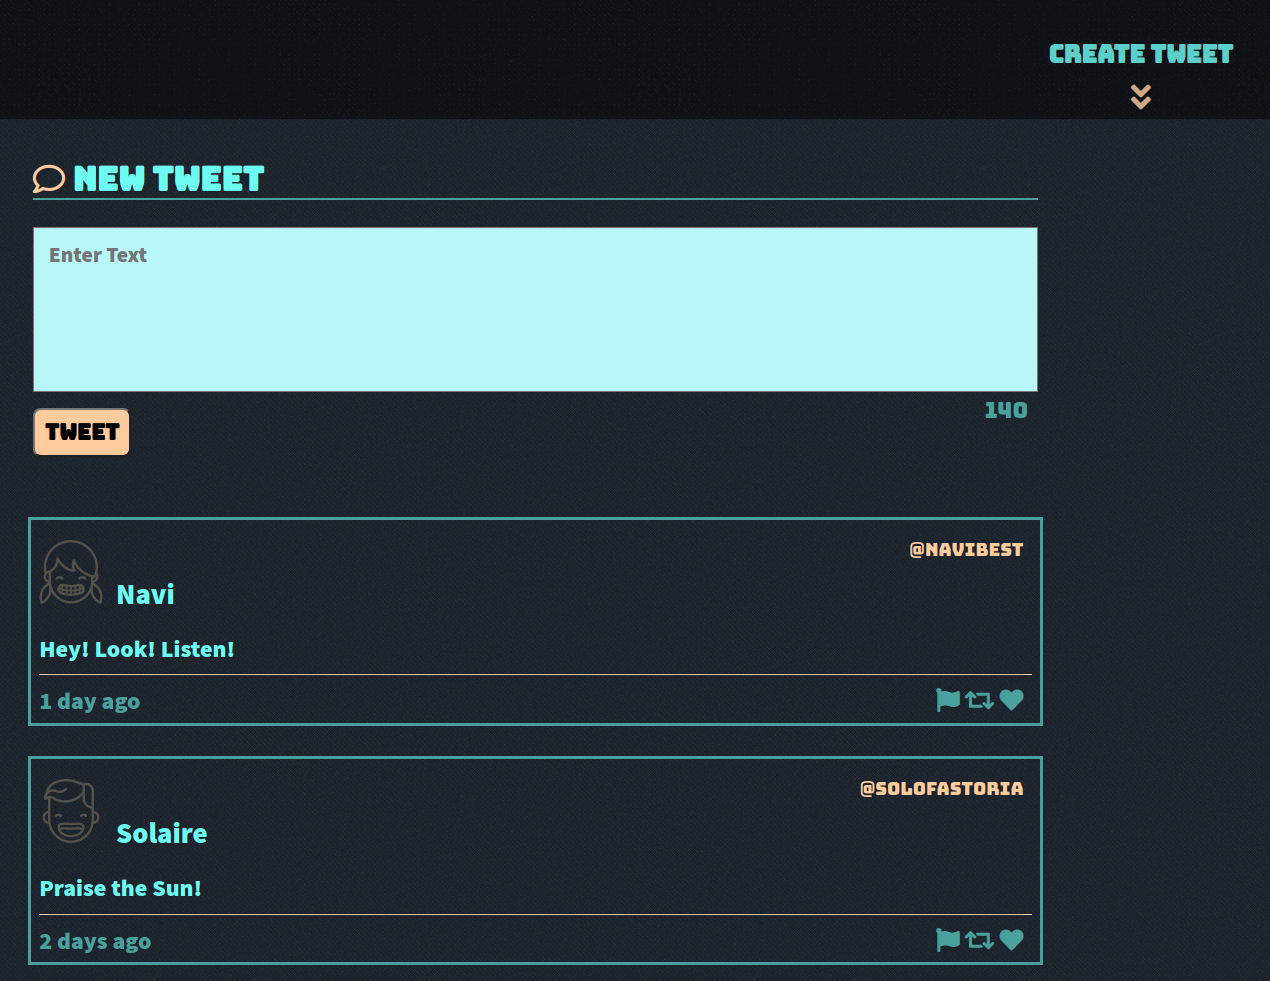 CREATE TWEET
NEW TWEET
Enter Text
140
TWEET
@NAVIBEST
Navi
Hey! Look! Listen!
1 day ago
@SOLOFASTORIA
Solaire
Praise the Sun!
2 days ago